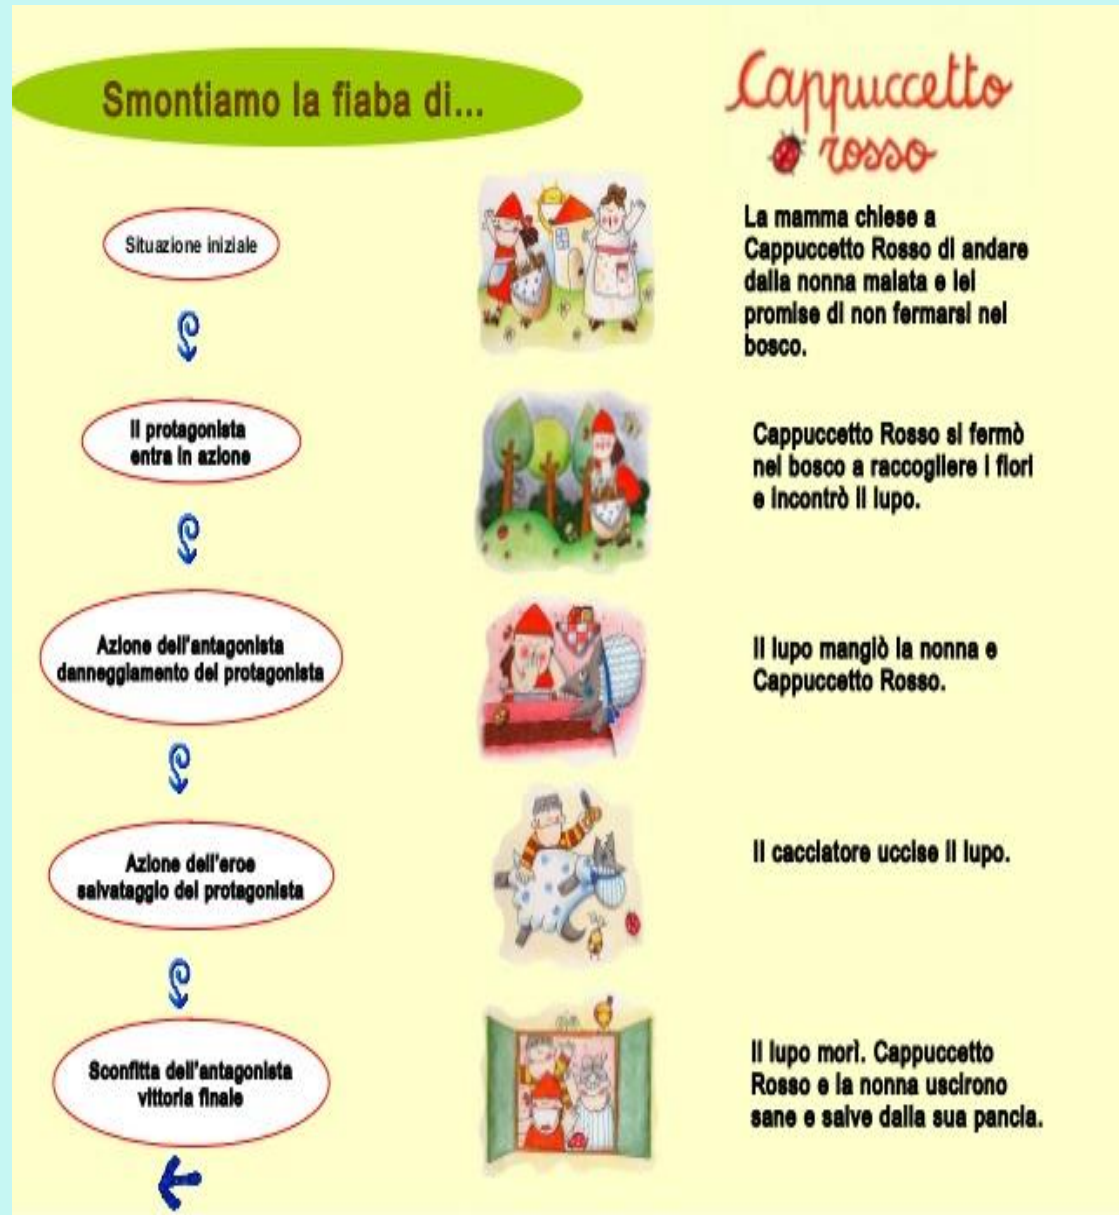 Smontiamo la fiaba di...
Cappuccetto
rosso
Situazione iniziale
La mamma chiese a
Cappuccetto Rosso di andare
dalla nonna malata e lei
promise di non fermarsi nel
bosco.
Il protagonista
entra in azione
Cappuccetto Rosso si fermò
nel bosco a raccogliere i fiori
e incontrò il lupo.
Azione dell'antagonista
danneggiamento del protagonista
Il lupo mangiò la nonna e
Cappuccetto Rosso.
Azione dell'eroe
salvataggio del protagonista
Il cacciatore uccise il lupo.
Sconfitta dell'antagonista
vittoria finale
Il lupo morì. Cappuccetto
Rosso e la nonna uscirono
sane e salve dalla sua pancia.